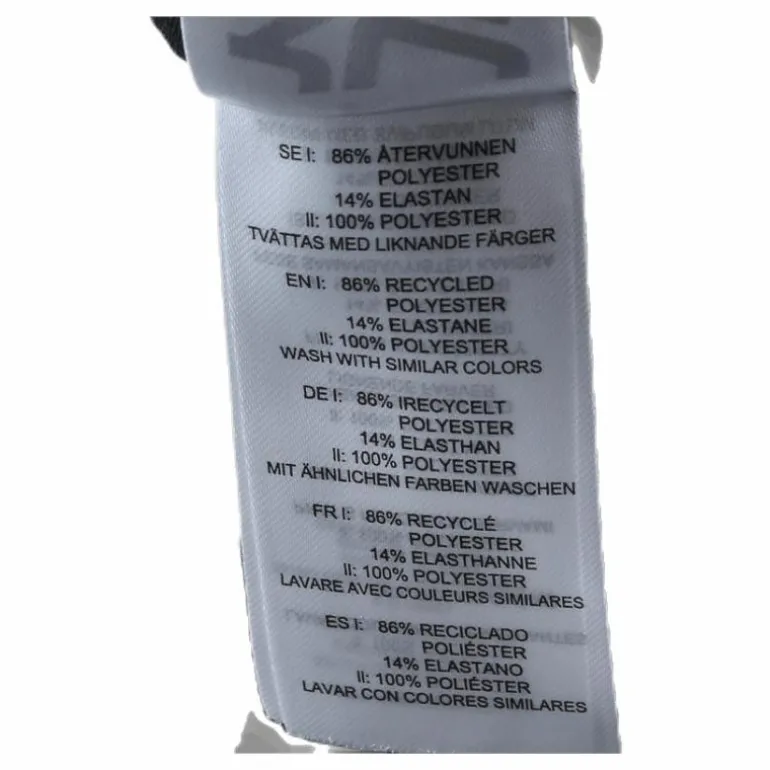 SE I: 86% ÅTERVUNNEN
POLYESTER
14% ELASTAN
II: 100% POLYESTER
TVÄTTAS MED LIKNANDE FÄRGER
EN I: 86% RECYCLED
POLYESTER
14% ELASTANE
II: 100% POLYESTER
WASH WITH SIMILAR COLORS
DE I: 86% IRECYCELT
POLYESTER
14% ELASTHAN
II: 100% POLYESTER
MIT ÄHNLICHEN FARBEN WASCHEN
FR I: 86% RECYCLÉ
POLYESTER
14% ELASTHANNE
II: 100% POLYESTER
LAVARE AVEC COULEURS SIMILARES
ES I: 86% RECICLADO
POLIÉSTER
14% ELASTANO
II: 100% POLIÉSTER
LAVAR CON COLORES SIMILARES